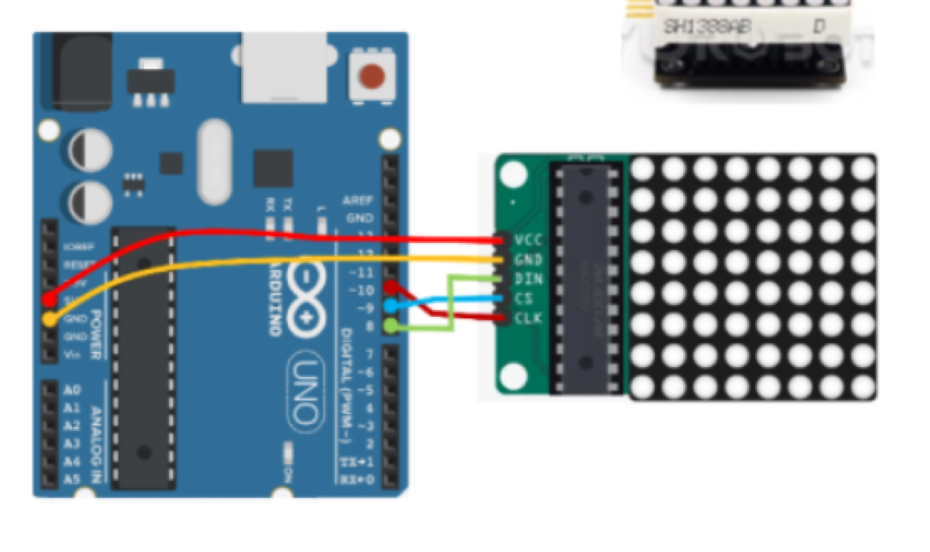 SH1388AB D
AREF
GND
RX
TX
L
IOREF
RESET
12
~11
~10
~9
8
5V
GND
GND
Vin
POWER
ARDUINO
UNO
DIGITAL (PWM~)
7
~6
~5
4
~3
2
TX→1
RX←0
A0
A1
A2
A3
A4
A5
ANALOG IN
ON
VCC
GND
DIN
CS
CLK